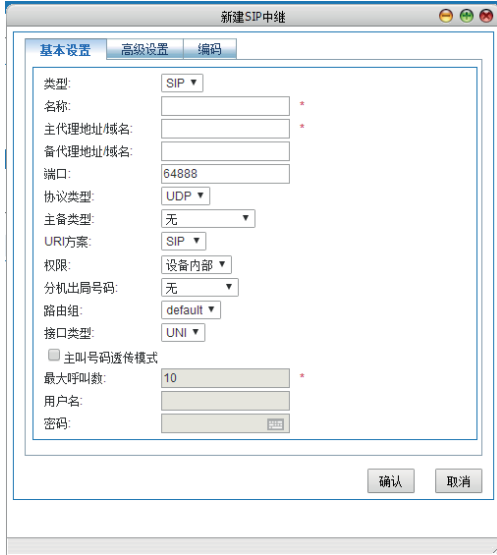 新建SIP中继
基本设置 高级设置 编码
类型: SIP
名称: *
主代理地址/域名: *
备代理地址/域名:
端口: 64888
协议类型: UDP
主备类型: 无
URI方案: SIP
权限: 设备内部
分机出局号码: 无
路由组: default
接口类型: UNI
主叫号码透传模式
最大呼叫数: 10 *
用户名:
密码:
确认 取消